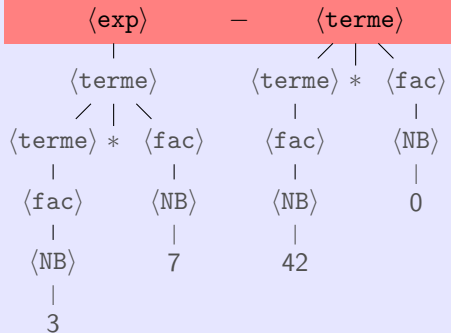 ⟨exp⟩ − ⟨terme⟩
⟨terme⟩ ⟨terme⟩ * ⟨fac⟩
⟨terme⟩ * ⟨fac⟩ ⟨fac⟩ ⟨NB⟩
⟨fac⟩ ⟨NB⟩ ⟨NB⟩ 0
⟨NB⟩ 7 42
3